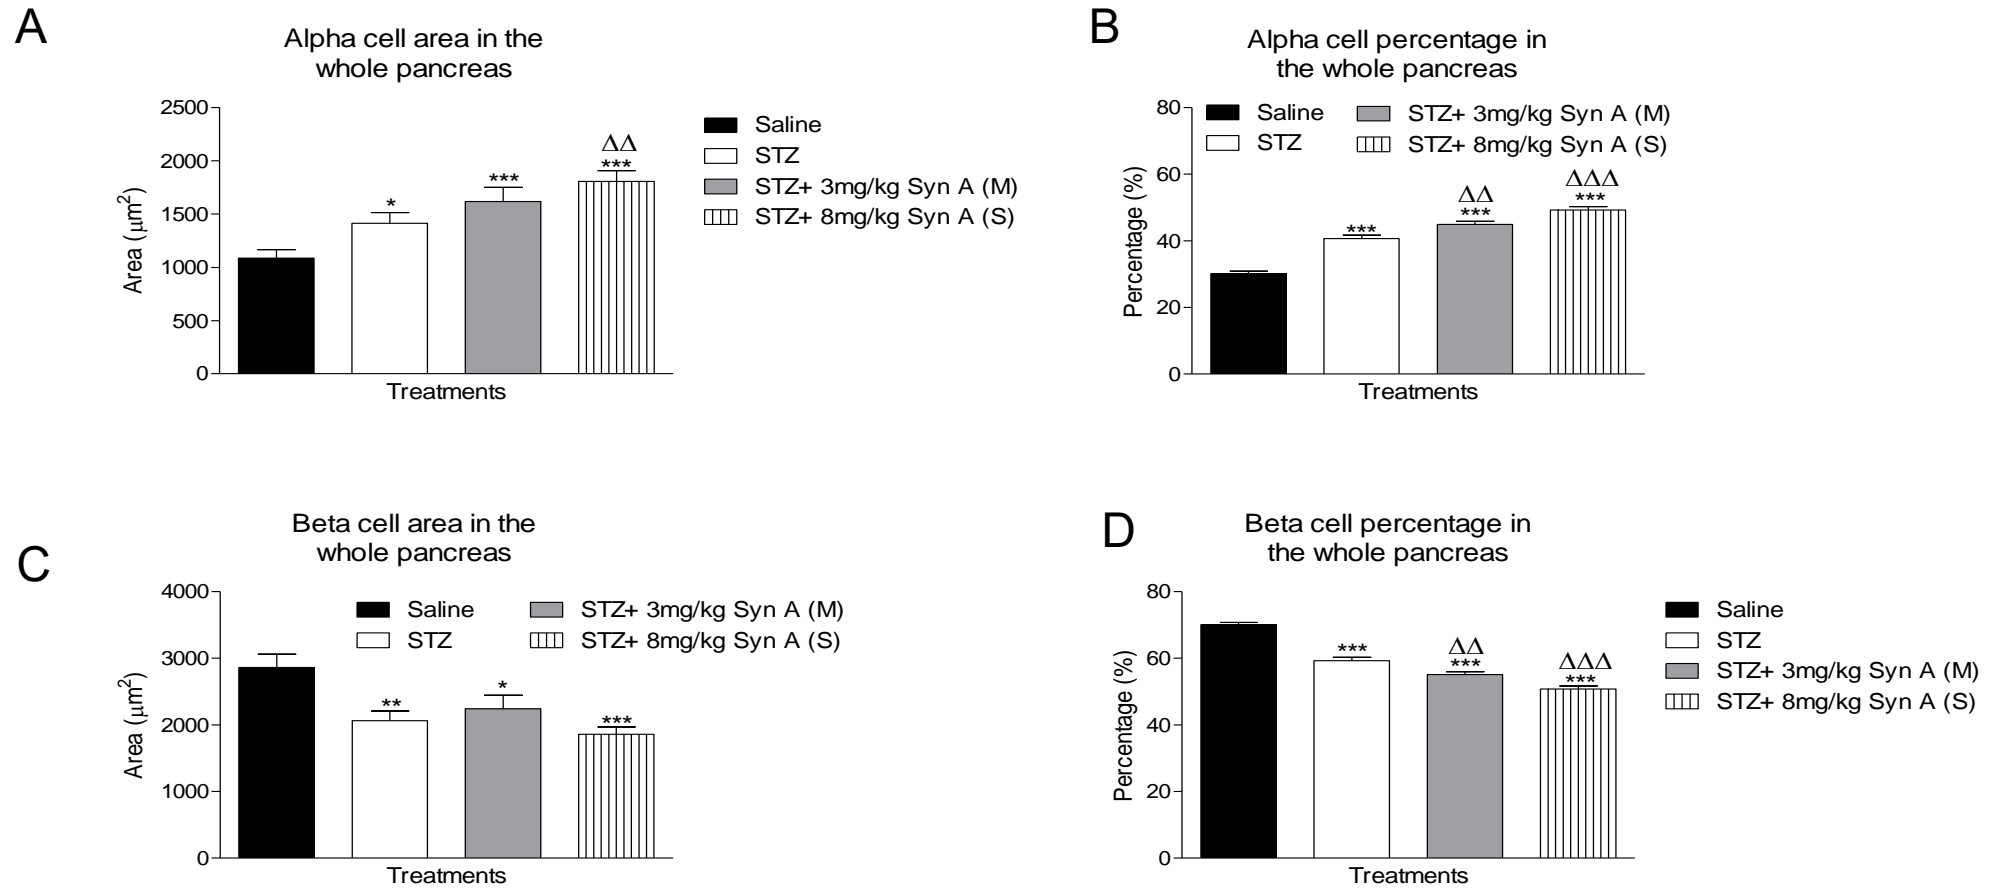 A
Alpha cell area in the
whole pancreas
2500
2000
1500
1000
500
0
Area (μm²)
*
***
ΔΔ
***
Treatments
Saline
STZ
STZ+ 3mg/kg Syn A (M)
STZ+ 8mg/kg Syn A (S)
B
Alpha cell percentage in
the whole pancreas
Saline
STZ
STZ+ 3mg/kg Syn A (M)
STZ+ 8mg/kg Syn A (S)
80
60
40
20
0
Percentage (%)
***
ΔΔ
***
ΔΔΔ
***
Treatments
C
Beta cell area in the
whole pancreas
Saline
STZ
STZ+ 3mg/kg Syn A (M)
STZ+ 8mg/kg Syn A (S)
4000
3000
2000
1000
0
Area (μm²)
**
*
***
Treatments
D
Beta cell percentage in
the whole pancreas
80
60
40
20
0
Percentage (%)
***
ΔΔ
***
ΔΔΔ
***
Treatments
Saline
STZ
STZ+ 3mg/kg Syn A (M)
STZ+ 8mg/kg Syn A (S)